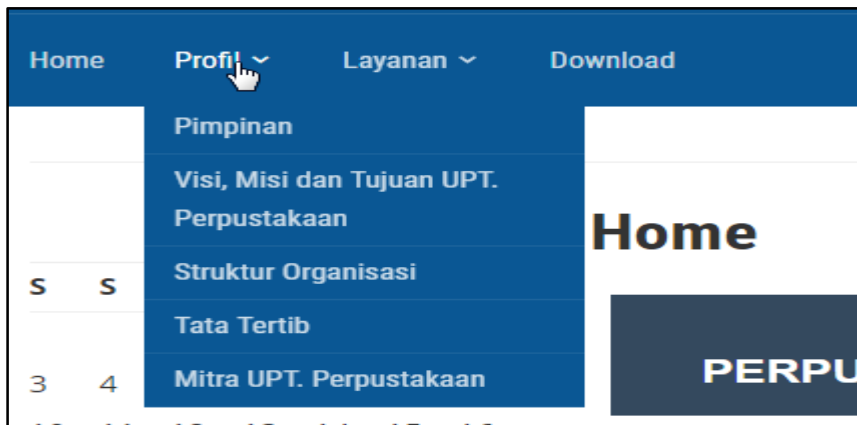 Home Profil Layanan Download
Pimpinan
Visi, Misi dan Tujuan UPT.
Perpustakaan
Home
Struktur Organisasi
S S
Tata Tertib
PERPU
Mitra UPT. Perpustakaan
3 4